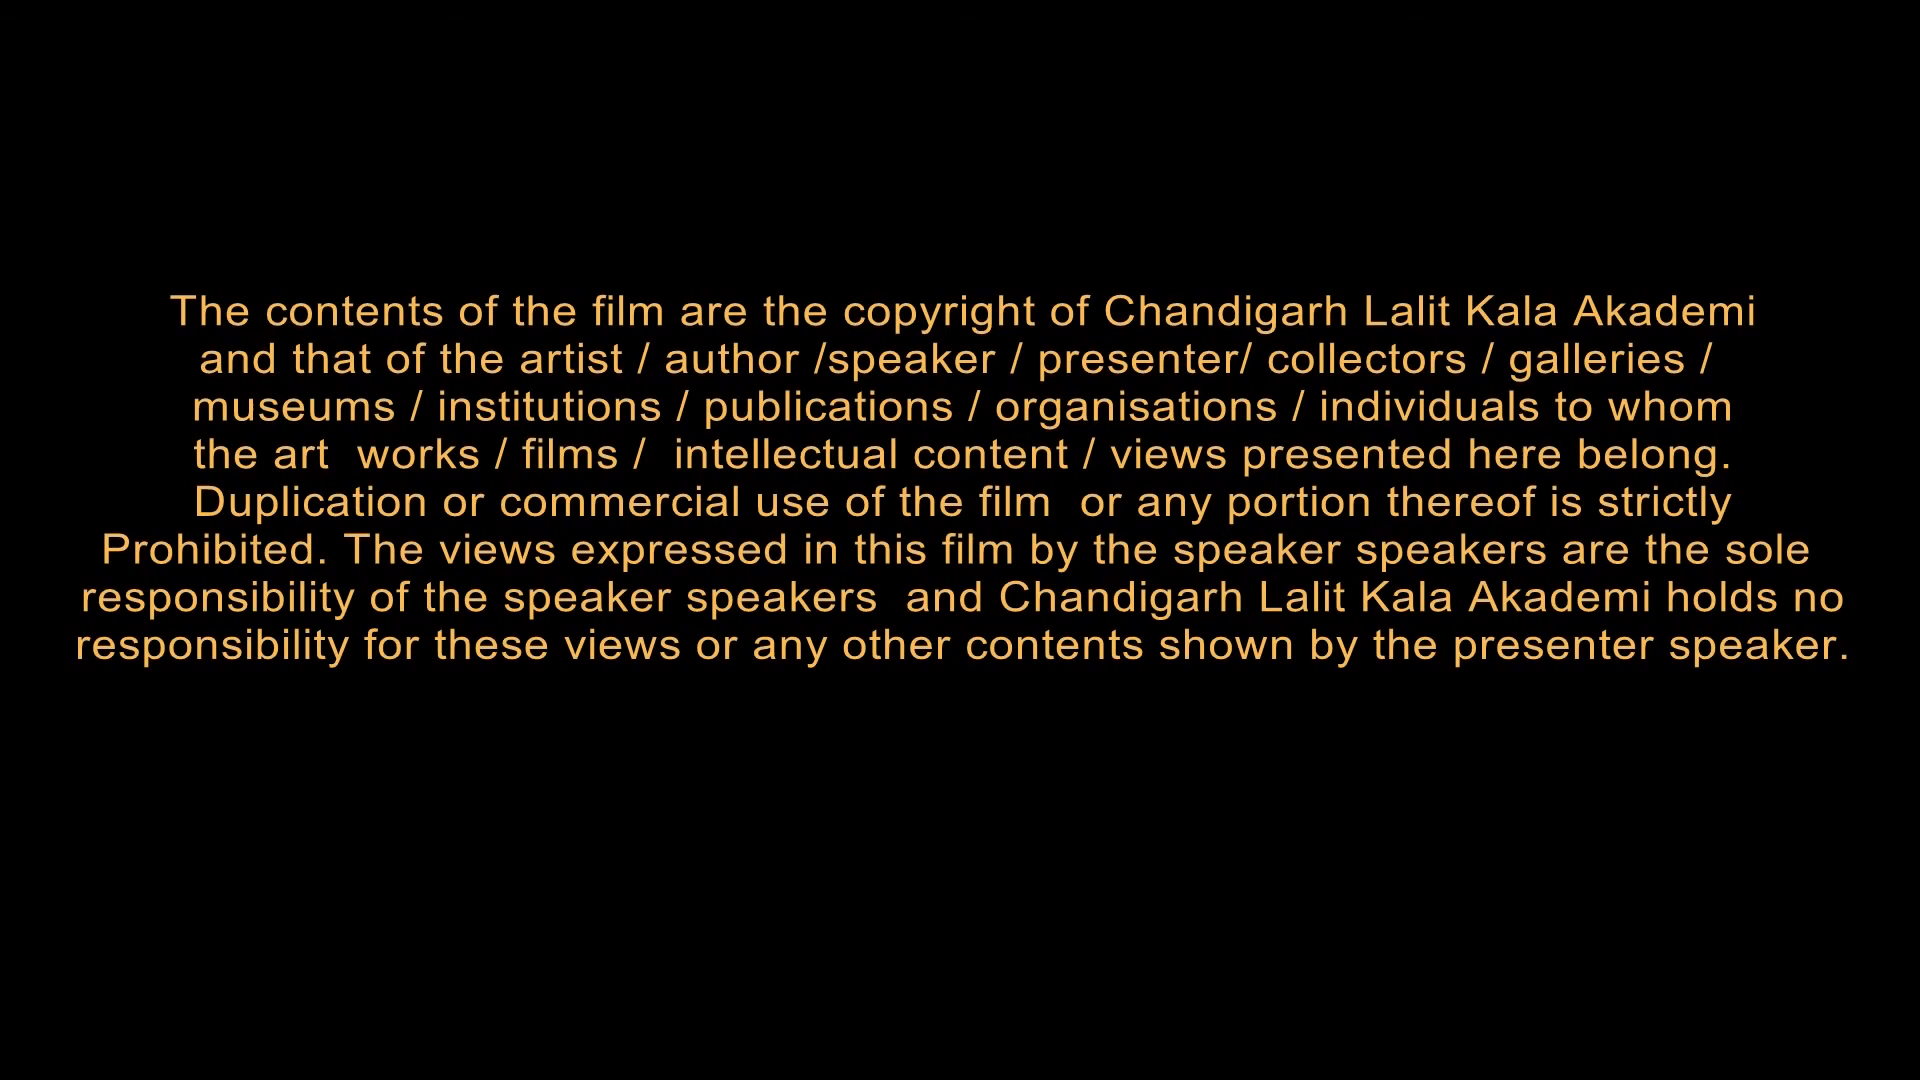 The contents of the film are the copyright of Chandigarh Lalit Kala Akademi
and that of the artist / author /speaker / presenter/ collectors / galleries /
museums / institutions / publications / organisations / individuals to whom
the art  works / films /  intellectual content / views presented here belong.
Duplication or commercial use of the film  or any portion thereof is strictly
Prohibited. The views expressed in this film by the speaker speakers are the sole
responsibility of the speaker speakers  and Chandigarh Lalit Kala Akademi holds no
responsibility for these views or any other contents shown by the presenter speaker.